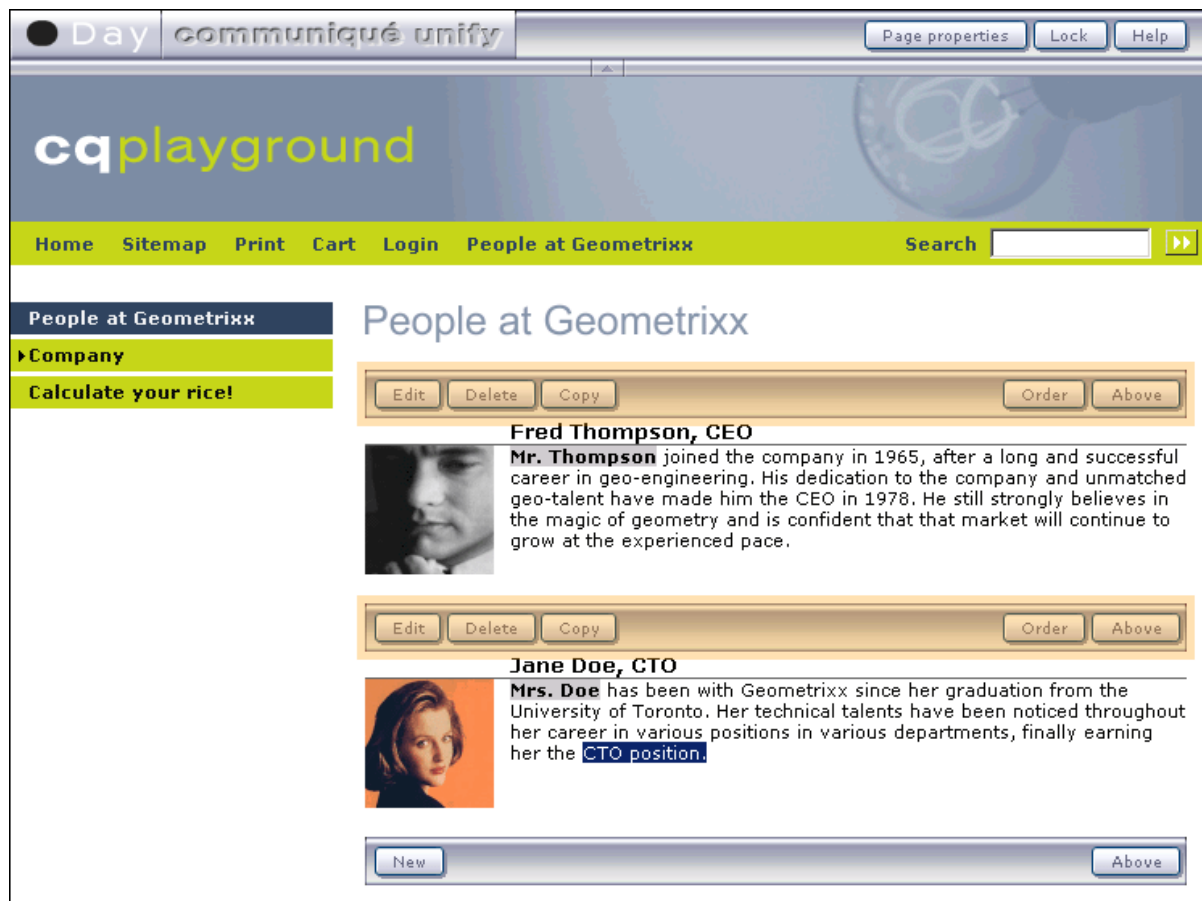 Day communiqué unify Page properties Lock Help
cqplayground
Home Sitemap Print Cart Login People at Geometrixx Search
People at Geometrixx
Company
Calculate your rice!
People at Geometrixx
Edit Delete Copy Order Above
Fred Thompson, CEO
Mr. Thompson joined the company in 1965, after a long and successful
career in geo-engineering. His dedication to the company and unmatched
geo-talent have made him the CEO in 1978. He still strongly believes in
the magic of geometry and is confident that that market will continue to
grow at the experienced pace.
Edit Delete Copy Order Above
Jane Doe, CTO
Mrs. Doe has been with Geometrixx since her graduation from the
University of Toronto. Her technical talents have been noticed throughout
her career in various positions in various departments, finally earning
her the CTO position.
New Above